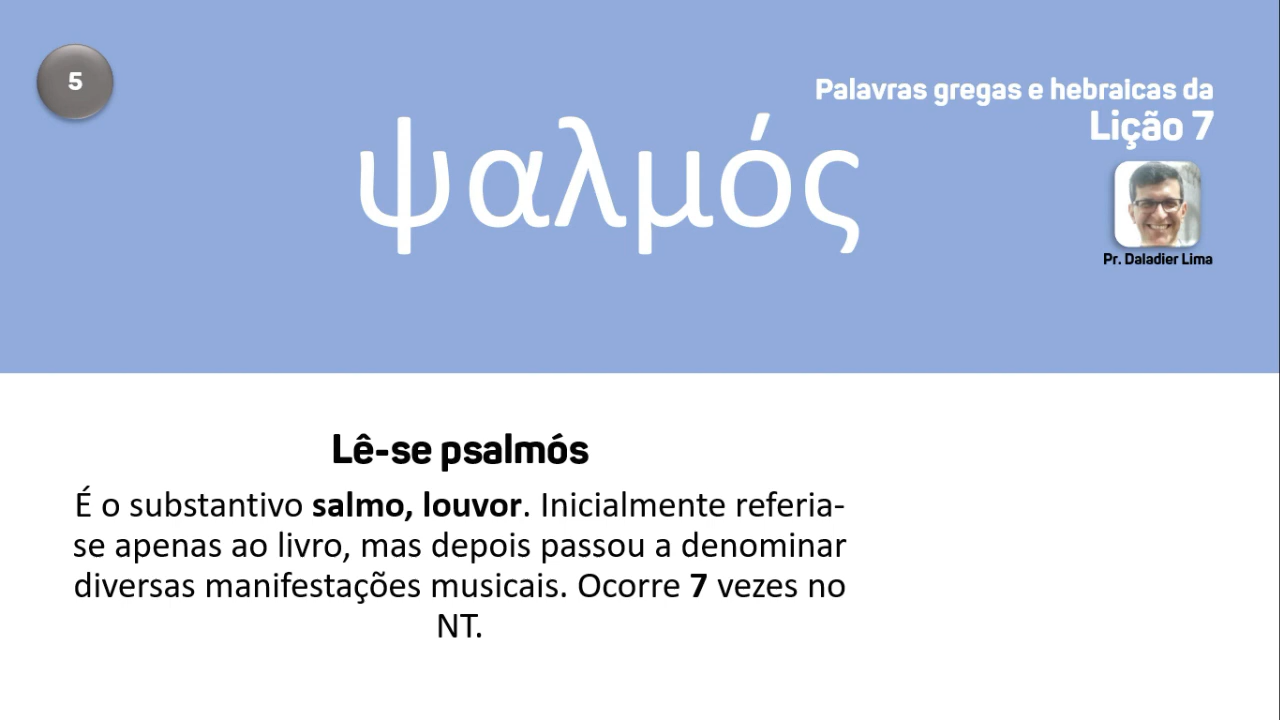 5
Palavras gregas e hebraicas da
Lição 7
ψαλμός
Pr. Daladier Lima
Lê-se psalmós
É o substantivo salmo, louvor. Inicialmente referia-
se apenas ao livro, mas depois passou a denominar
diversas manifestações musicais. Ocorre 7 vezes no
NT.